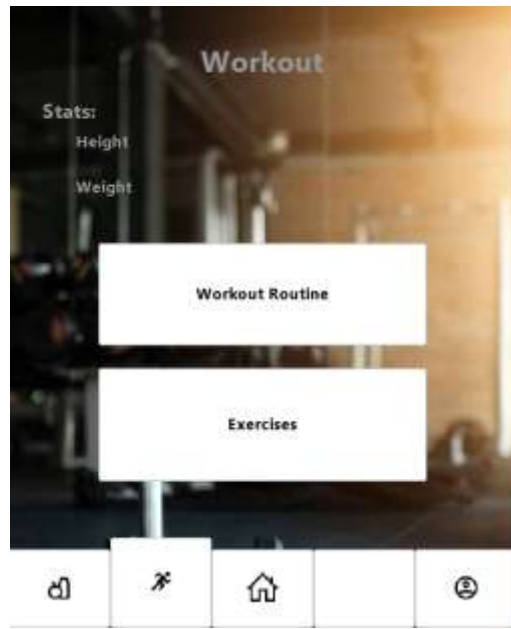 Workout
Stats:
Height
Weight
Workout Routine
Exercises